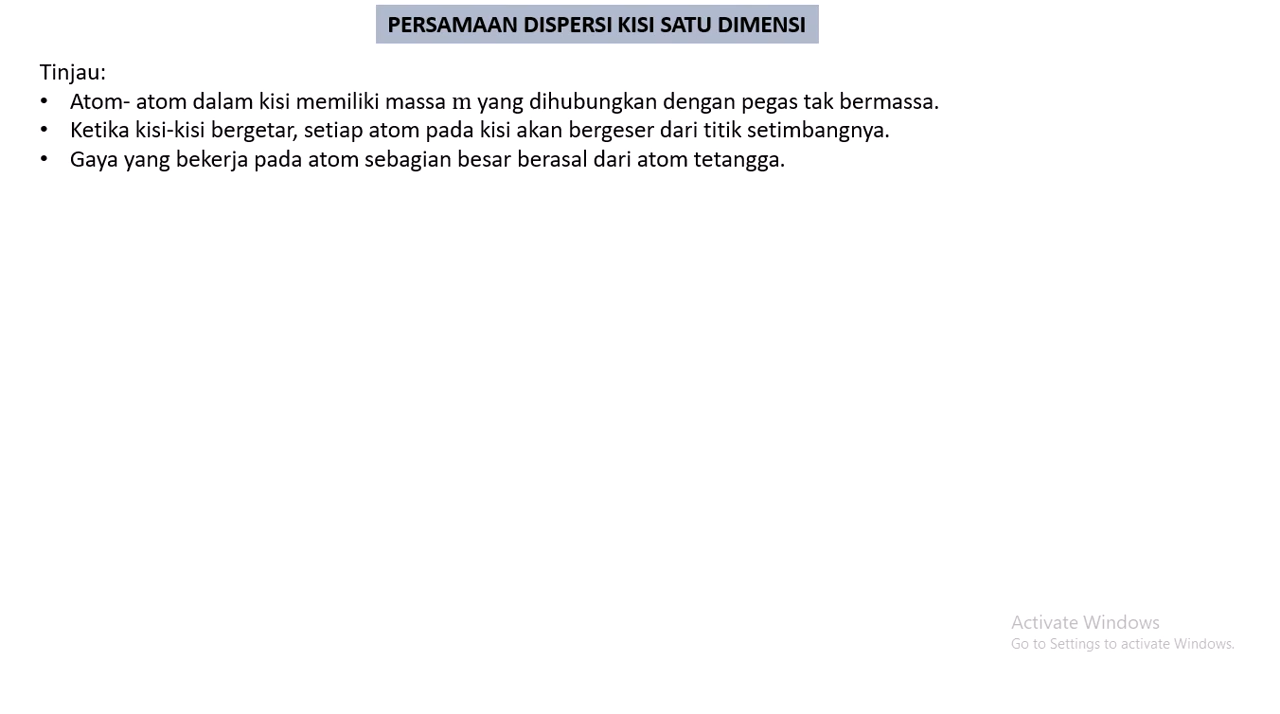 PERSAMAAN DISPERSI KISI SATU DIMENSI
Tinjau:
• Atom- atom dalam kisi memiliki massa m yang dihubungkan dengan pegas tak bermassa.
• Ketika kisi-kisi bergetar, setiap atom pada kisi akan bergeser dari titik setimbangnya.
• Gaya yang bekerja pada atom sebagian besar berasal dari atom tetangga.
Activate Windows
Go to Settings to activate Windows.